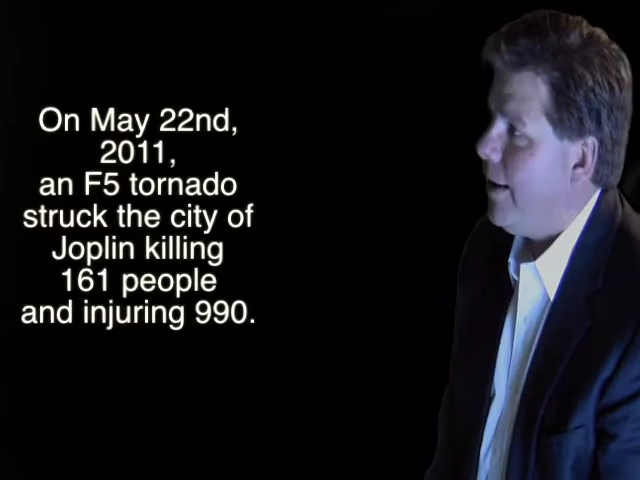 On May 22nd,
2011,
an F5 tornado
struck the city of
Joplin killing
161 people
and injuring 990.